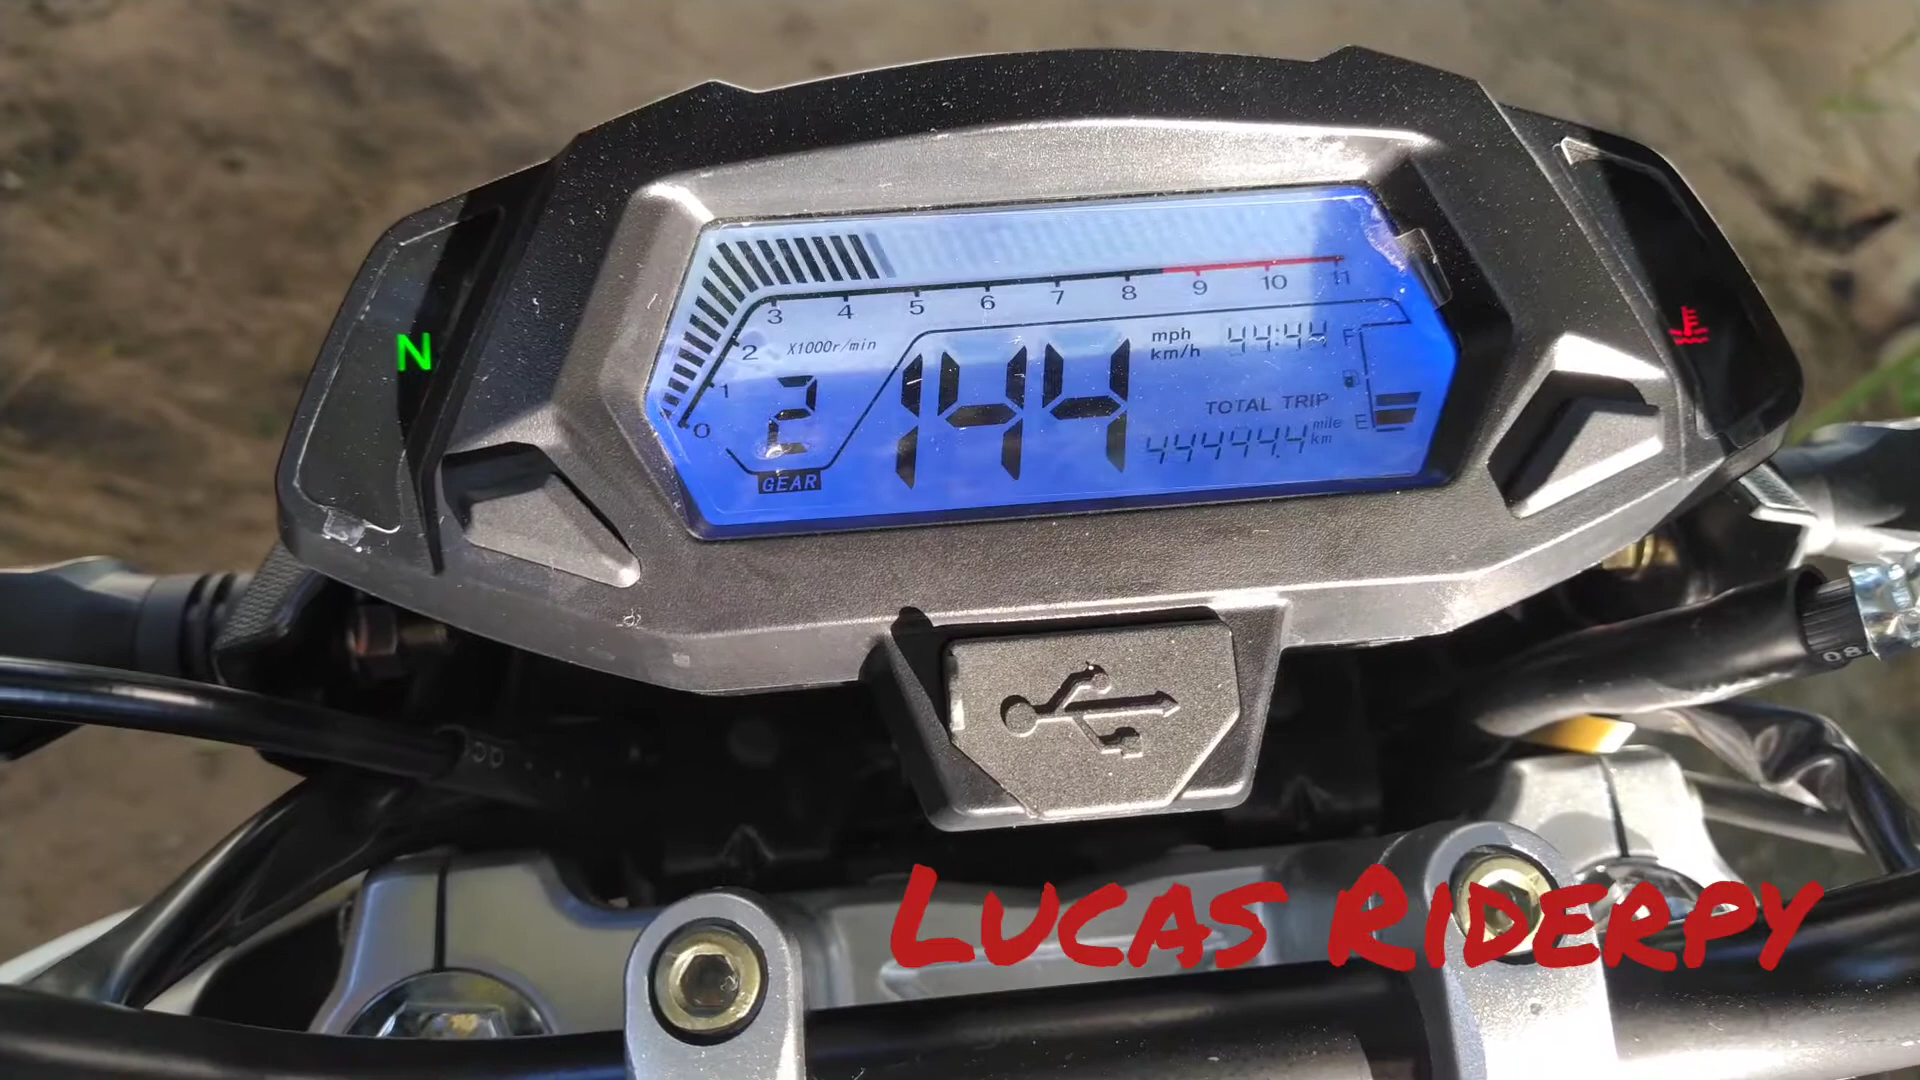 3 4 5 6 7 8 9 10 11
2 X1000r/min
mph 44:44 F
km/h
N
1
0
2
144
TOTAL TRIP
E
44444.4 mile
km
GEAR
08
LUCAS RIDERPY